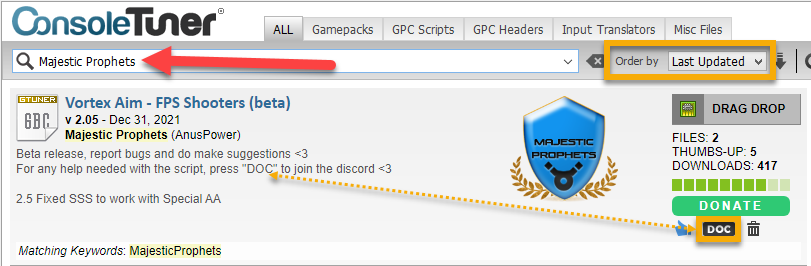 ConsoleTuner
ALL
Gamepacks
GPC Scripts
GPC Headers
Input Translators
Misc Files
Majestic Prophets
Order by
Last Updated
GTUNER
GBC
Vortex Aim - FPS Shooters (beta)
v 2.05 - Dec 31, 2021
Majestic Prophets (AnusPower)
Beta release, report bugs and do make suggestions <3
For any help needed with the script, press "DOC" to join the discord <3
2.5 Fixed SSS to work with Special AA
MAJESTIC
PROPHETS
DRAG DROP
FILES: 2
THUMBS-UP: 5
DOWNLOADS: 417
DONATE
DOC
Matching Keywords: MajesticProphets